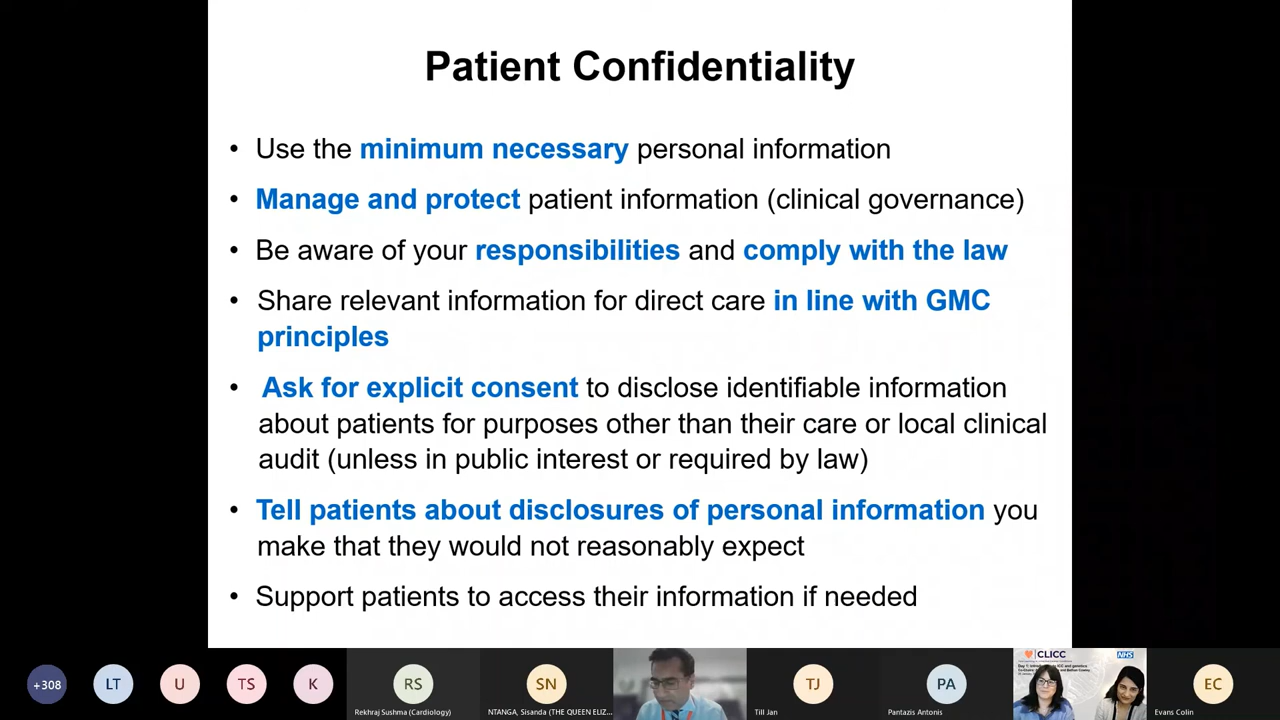 Patient Confidentiality
• Use the minimum necessary personal information
• Manage and protect patient information (clinical governance)
• Be aware of your responsibilities and comply with the law
• Share relevant information for direct care in line with GMC
principles
• Ask for explicit consent to disclose identifiable information
about patients for purposes other than their care or local clinical
audit (unless in public interest or required by law)
• Tell patients about disclosures of personal information you
make that they would not reasonably expect
• Support patients to access their information if needed
+308
LT
U
TS
K
RS
Rekhraj Sushma (Cardiology)
SN
NTANGA, Sisanda (THE QUEEN ELIZ...
TJ
Till Jan
PA
Pantazis Antonis
CLICC
NHS
EC
Evans Colin